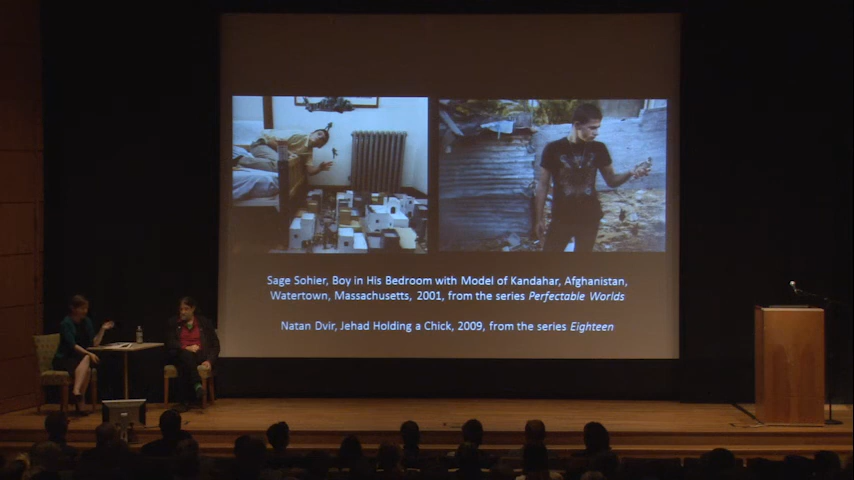 Sage Sohier, Boy in His Bedroom with Model of Kandahar, Afghanistan,
Watertown, Massachusetts, 2001, from the series Perfectable Worlds
Natan Dvir, Jehad Holding a Chick, 2009, from the series Eighteen